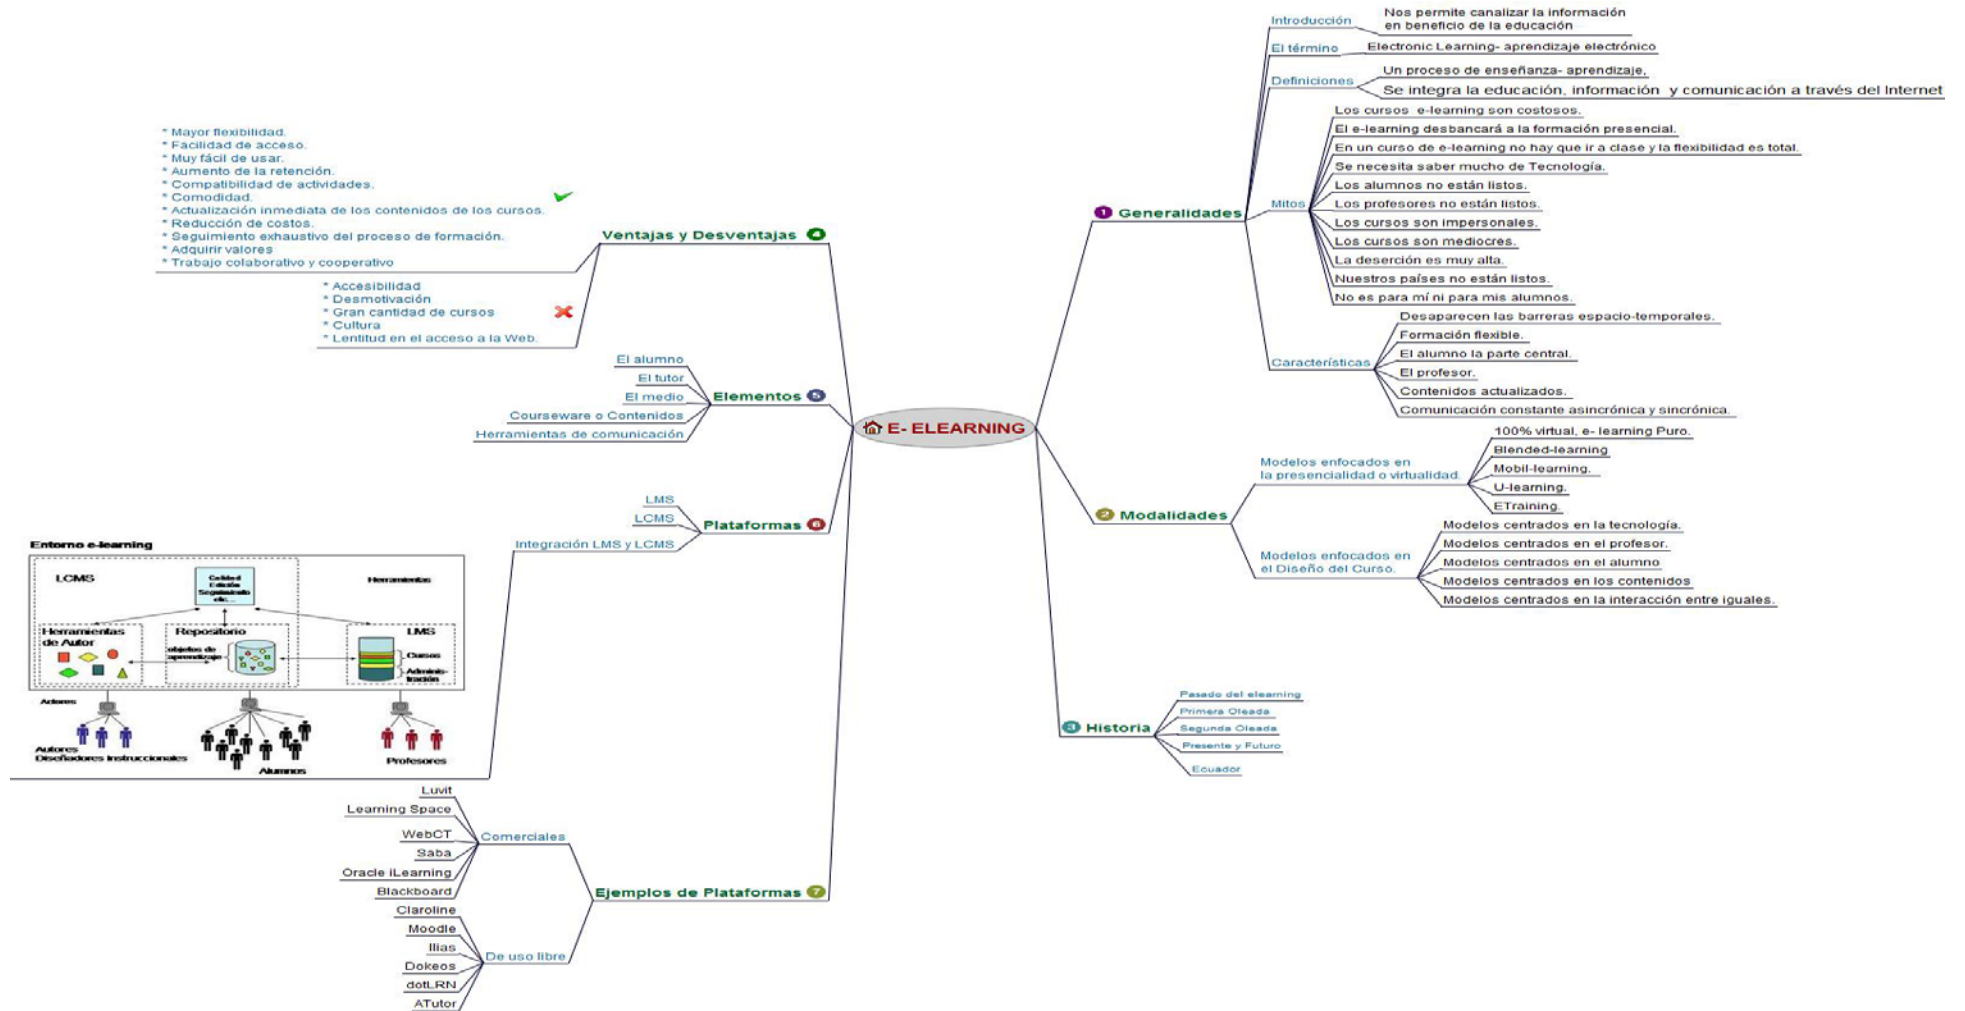 E- ELEARNING
1 Generalidades
Introducción
Nos permite canalizar la información
en beneficio de la educación
El término
Electronic Learning- aprendizaje electrónico
Definiciones
Un proceso de enseñanza- aprendizaje,
Se integra la educación, información y comunicación a través del Internet
Mitos
Los cursos e-learning son costosos.
El e-learning desbancará a la formación presencial.
En un curso de e-learning no hay que ir a clase y la flexibilidad es total.
Se necesita saber mucho de Tecnología.
Los alumnos no están listos.
Los profesores no están listos.
Los cursos son impersonales.
Los cursos son mediocres.
La deserción es muy alta.
Nuestros países no están listos.
No es para mí ni para mis alumnos.
Características
Desaparecen las barreras espacio-temporales.
Formación flexible.
El alumno la parte central.
El profesor.
Contenidos actualizados.
Comunicación constante asincrónica y sincrónica.
2 Modalidades
Modelos enfocados en
la presencialidad o virtualidad.
100% virtual, e- learning Puro.
Blended-learning
Mobil-learning.
U-learning.
ETraining.
Modelos enfocados en
el Diseño del Curso.
Modelos centrados en la tecnología.
Modelos centrados en el profesor.
Modelos centrados en el alumno
Modelos centrados en los contenidos
Modelos centrados en la interacción entre iguales.
3 Historia
Pasado del elearning
Primera Oleada
Segunda Oleada
Presente y Futuro
Ecuador
Ventajas y Desventajas 4
* Mayor flexibilidad.
* Facilidad de acceso.
* Muy fácil de usar.
* Aumento de la retención.
* Compatibilidad de actividades.
* Comodidad.
* Actualización inmediata de los contenidos de los cursos.
* Reducción de costos.
* Seguimiento exhaustivo del proceso de formación.
* Adquirir valores
* Trabajo colaborativo y cooperativo
* Accesibilidad
* Desmotivación
* Gran cantidad de cursos
* Cultura
* Lentitud en el acceso a la Web.
Elementos 5
El alumno
El tutor
El medio
Courseware o Contenidos
Herramientas de comunicación
Plataformas 6
LMS
LCMS
Integración LMS y LCMS
Entorno e-learning
LCMS
Calidad
Edición
Seguimiento
etc...
Herramientas
Herramientas
de Autor
Repositorio
objetos de
aprendizaje
LMS
Cursos
Adminis-
tración
Actores
Autores
Diseñadores Instruccionales
Alumnos
Profesores
Ejemplos de Plataformas 7
Comerciales
Luvit
Learning Space
WebCT
Saba
Oracle iLearning
Blackboard
De uso libre
Claroline
Moodle
Ilias
Dokeos
dotLRN
ATutor